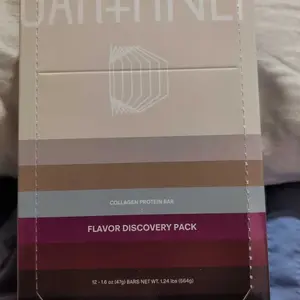 COLLAGEN PROTEIN BAR
FLAVOR DISCOVERY PACK
12 - 1.6 oz (47g) BARS NET WT. 1.24 lbs (564g)